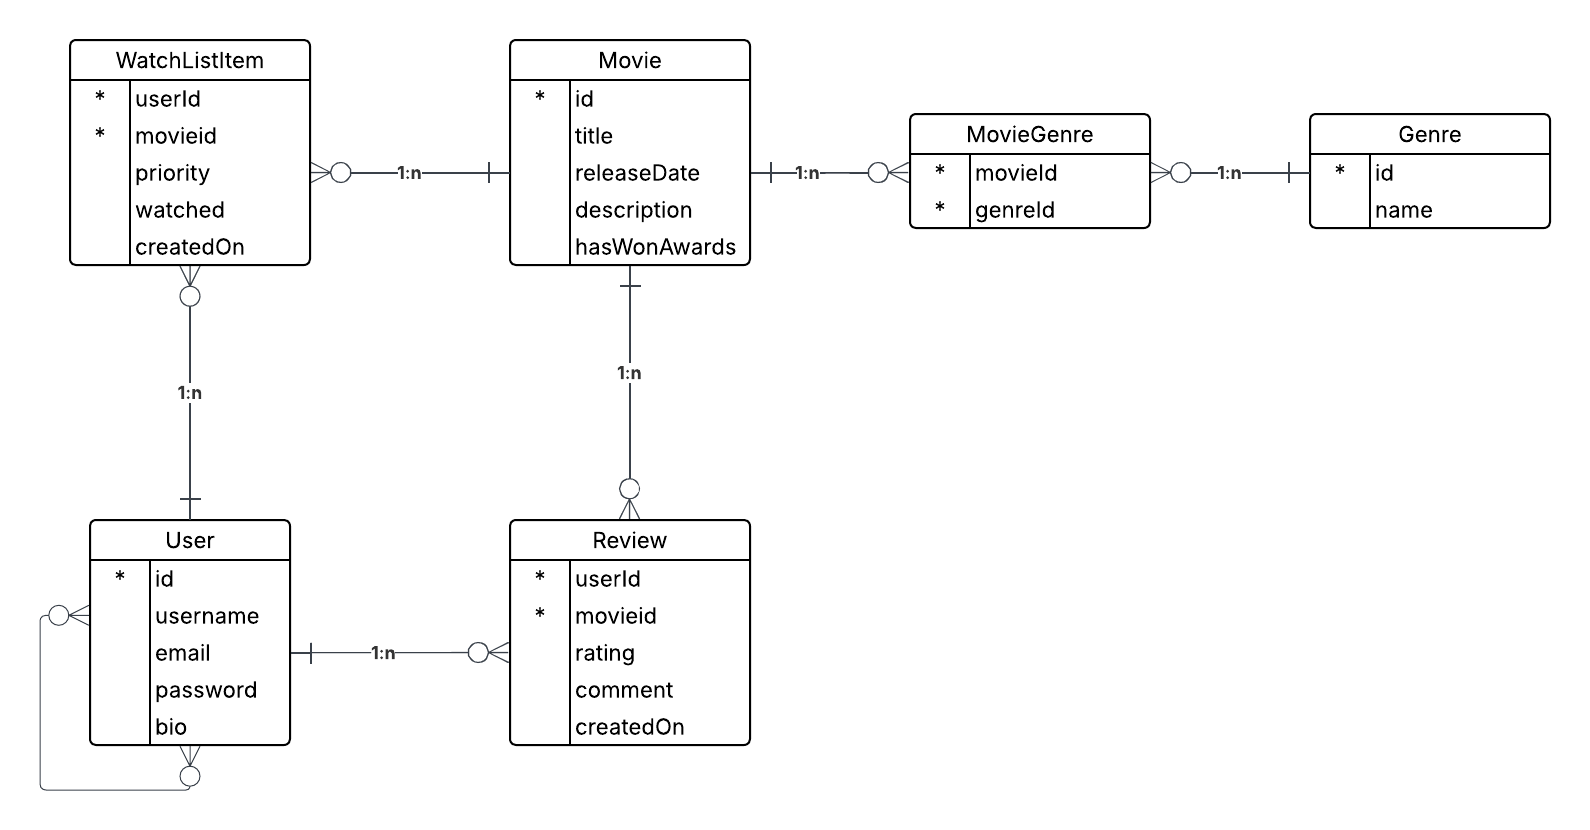 WatchListItem
* userId
* movieid
priority
watched
createdOn
1:n
Movie
* id
title
releaseDate
description
hasWonAwards
1:n
MovieGenre
* movieId
* genreId
1:n
Genre
* id
name
1:n
1:n
User
* id
username
email
password
bio
1:n
Review
* userId
* movieid
rating
comment
createdOn